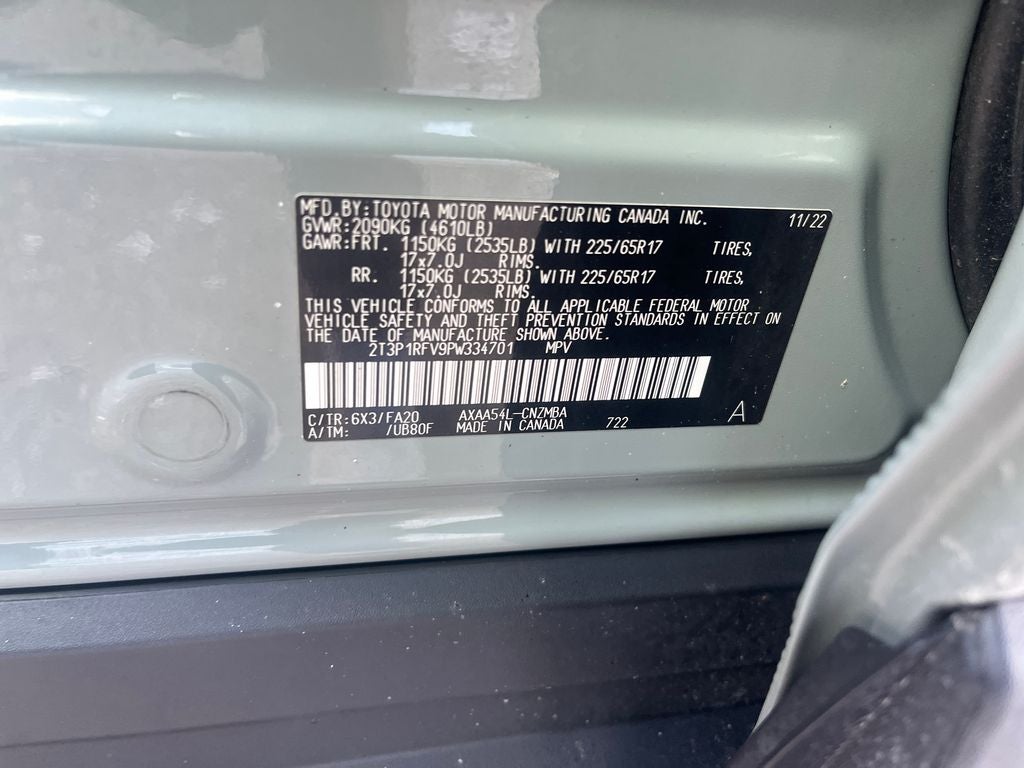 MFD. BY: TOYOTA MOTOR MANUFACTURING CANADA INC. 11/22
GVWR: 2090KG (4610LB)
GAWR: FRT. 1150KG (2535LB) WITH 225/65R17 TIRES,
17x7.0J RIMS.
RR. 1150KG (2535LB) WITH 225/65R17 TIRES,
17x7.0J RIMS.
THIS VEHICLE CONFORMS TO ALL APPLICABLE FEDERAL MOTOR
VEHICLE SAFETY AND THEFT PREVENTION STANDARDS IN EFFECT ON
THE DATE OF MANUFACTURE SHOWN ABOVE.
2T3P1RFV9PW334701 MPV
C/TR: 6X3/FA20 AXAA54L-CNZMBA
A/TM: /UB80F MADE IN CANADA 722 A